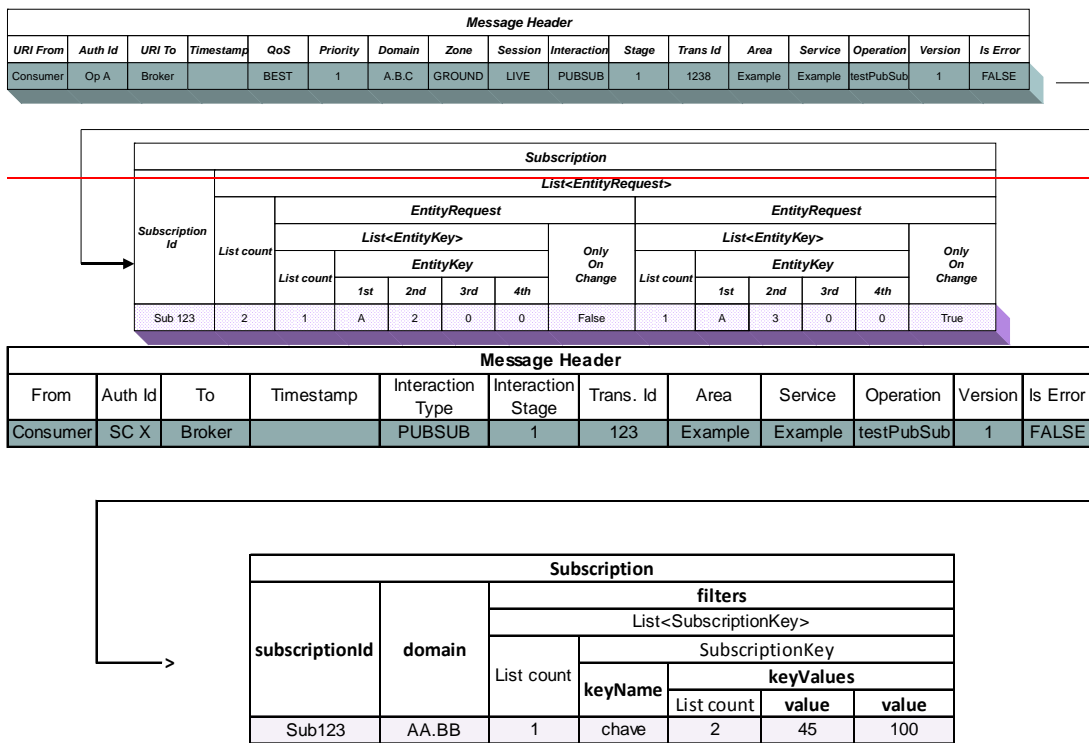 Message Header
URI From Auth Id URI To Timestamp QoS Priority Domain Zone Session Interaction Stage Trans Id Area Service Operation Version Is Error
Consumer Op A Broker BEST 1 A.B.C GROUND LIVE PUBSUB 1 1238 Example Example testPubSub 1 FALSE
Subscription
List<EntityRequest>
EntityRequest EntityRequest
Subscription Id List count List<EntityKey> Only On Change List<EntityKey> Only On Change
List count EntityKey List count EntityKey
1st 2nd 3rd 4th 1st 2nd 3rd 4th
Sub 123 2 1 A 2 0 0 False 1 A 3 0 0 True
Message Header
From Auth Id To Timestamp Interaction Type Interaction Stage Trans. Id Area Service Operation Version Is Error
Consumer SC X Broker PUBSUB 1 123 Example Example testPubSub 1 FALSE
Subscription
filters
List<SubscriptionKey>
subscriptionId domain List count SubscriptionKey
keyName keyValues
List count value value
Sub123 AA.BB 1 chave 2 45 100